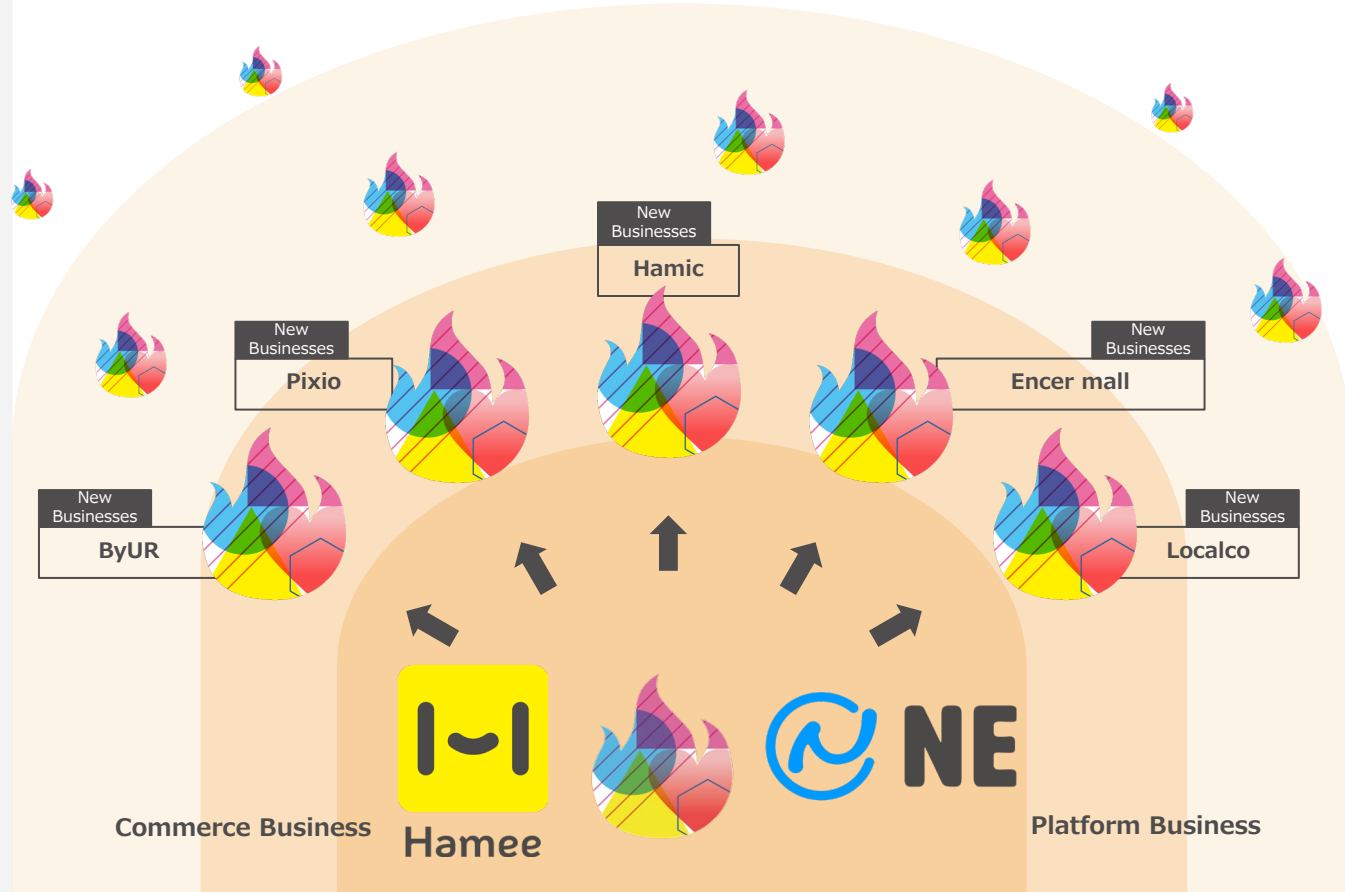 New
Businesses
Hamic
New
Businesses
Pixio
New
Businesses
Encer mall
New
Businesses
ByUR
New
Businesses
Localco
NE
Commerce Business
Hamee
Platform Business